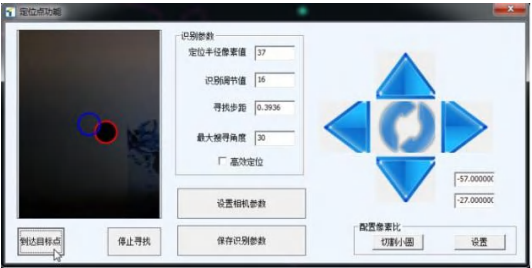 定位点功能
识别参数
定位半径像素值 37
识别调节值 16
寻找步距 0.3936
最大搜寻角度 30
高效定位
设置相机参数
保存识别参数
到达目标点
停止寻找
-57.00000(
-27.00000(
配置像素比
切割小圆
设置